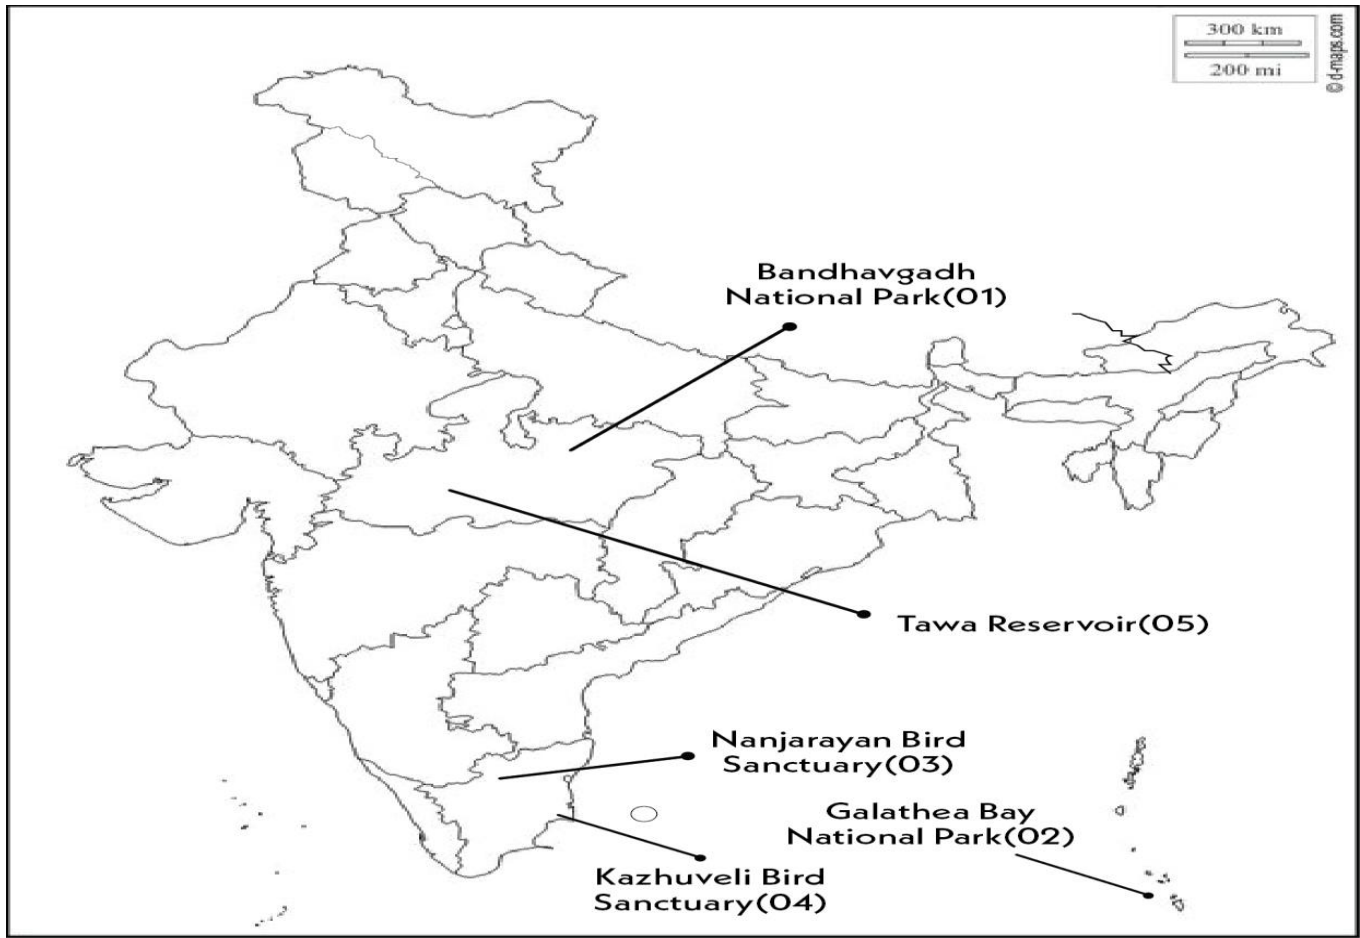 300 km
200 mi
© d-maps.com
Bandhavgadh
National Park(01)
Tawa Reservoir(05)
Nanjarayan Bird
Sanctuary(03)
Galathea Bay
National Park(02)
Kazhuveli Bird
Sanctuary(04)